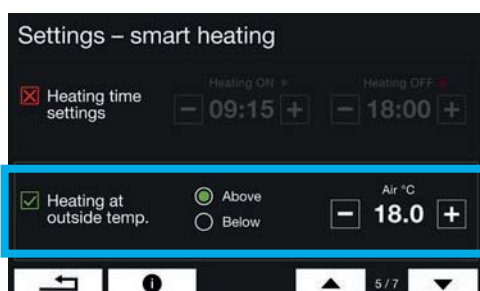 Settings – smart heating
Heating ON Heating OFF
Heating time
settings
– 09:15 + – 18:00 +
Heating at
outside temp.
Above
Below
Air °C
– 18.0 +
i
5/7